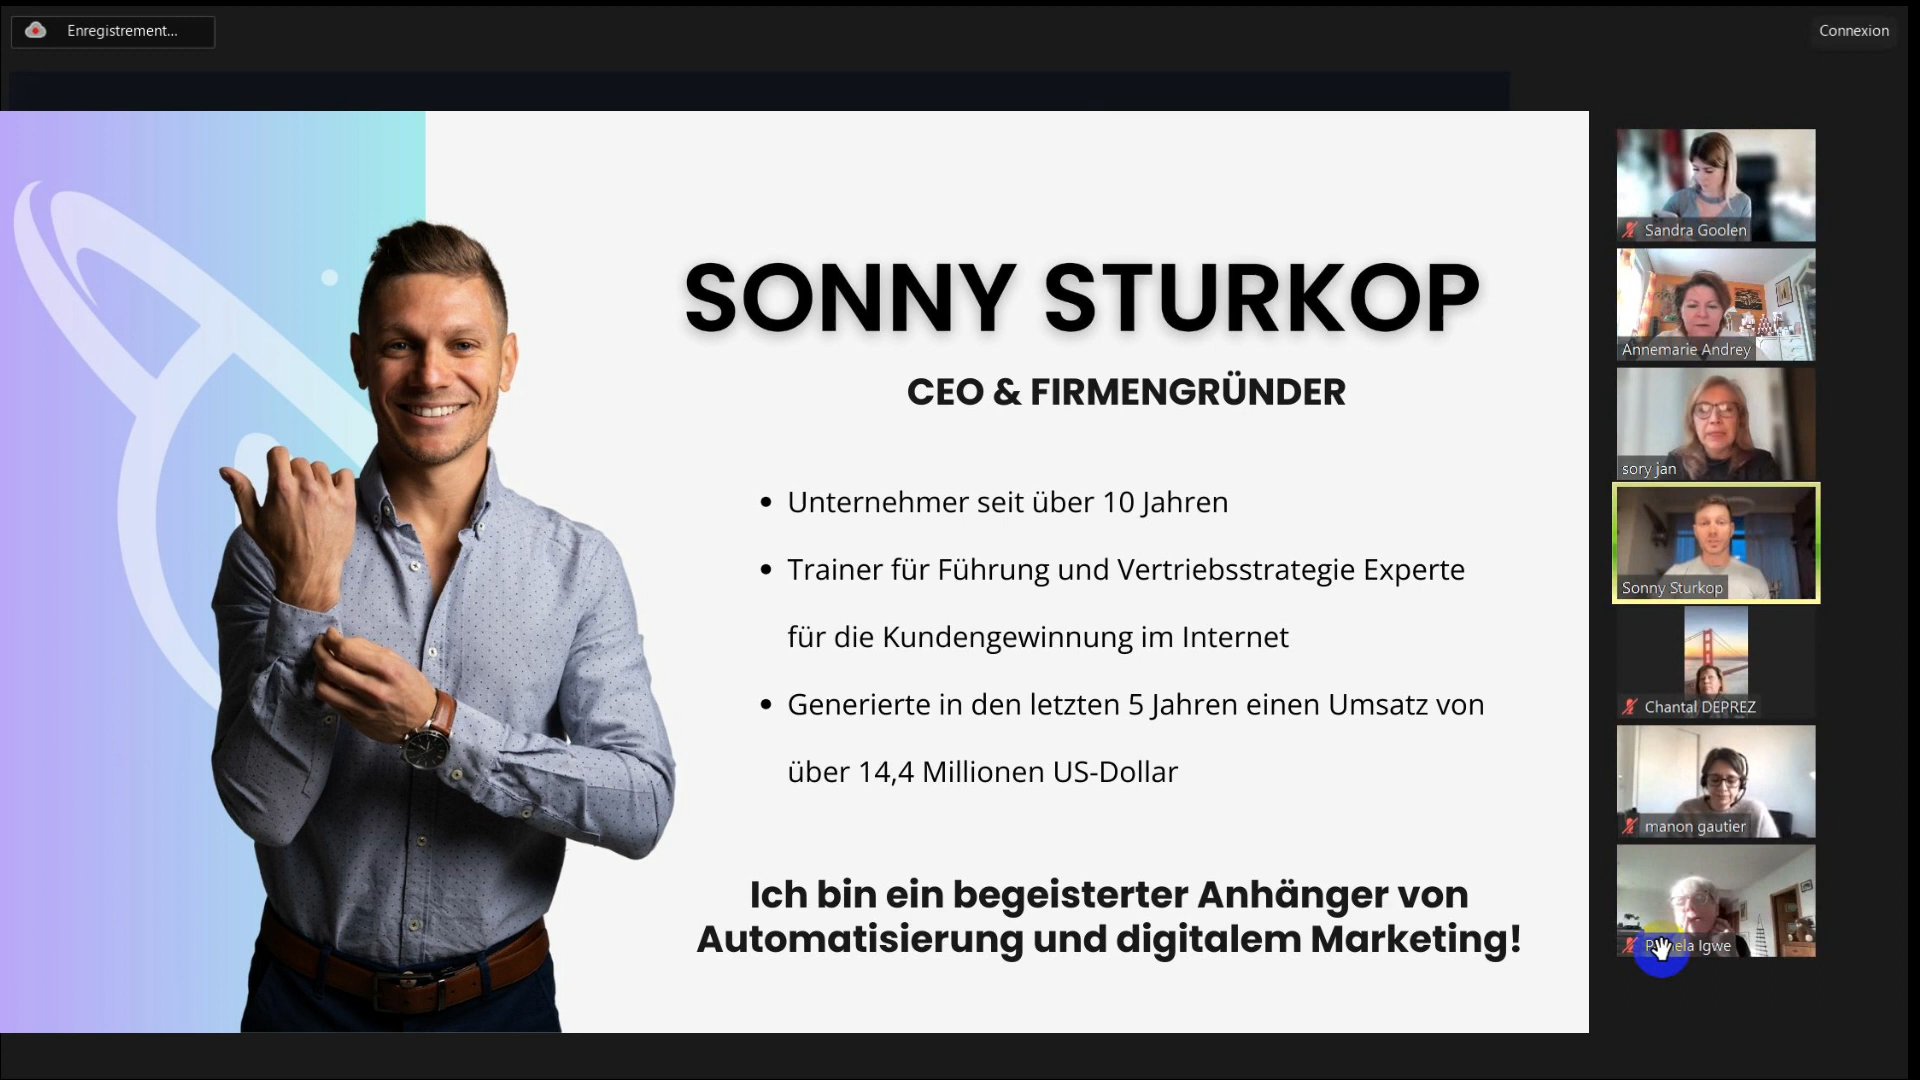 Enregistrement...
Connexion
SONNY STURKOP
CEO & FIRMENGRÜNDER
• Unternehmer seit über 10 Jahren
• Trainer für Führung und Vertriebsstrategie Experte
für die Kundengewinnung im Internet
• Generierte in den letzten 5 Jahren einen Umsatz von
über 14,4 Millionen US-Dollar
Ich bin ein begeisterter Anhänger von
Automatisierung und digitalem Marketing!
Sandra Goolen
Annemarie Andrey
sory jan
Sonny Sturkop
Chantal DEPREZ
manon gautier
Igwe